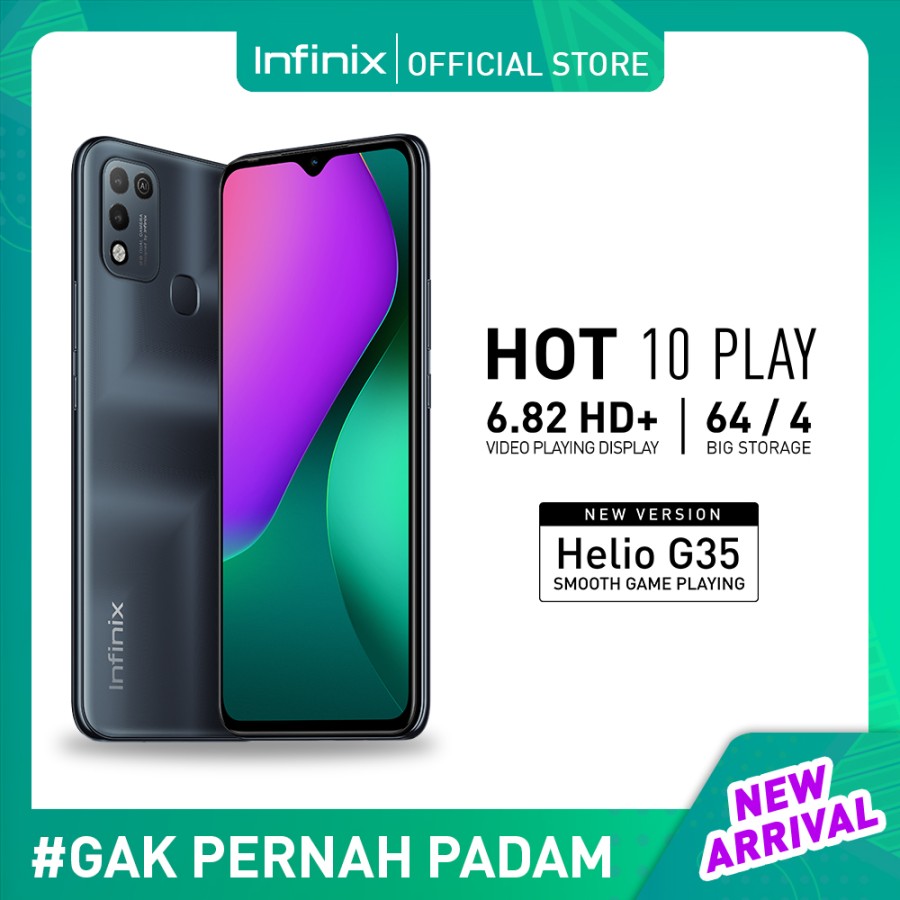 Infinix | OFFICIAL STORE
AI
HOT 10 PLAY
6.82 HD+ | 64 / 4
VIDEO PLAYING DISPLAY BIG STORAGE
NEW VERSION
Helio G35
SMOOTH GAME PLAYING
Infinix
#GAK PERNAH PADAM
NEW
ARRIVAL